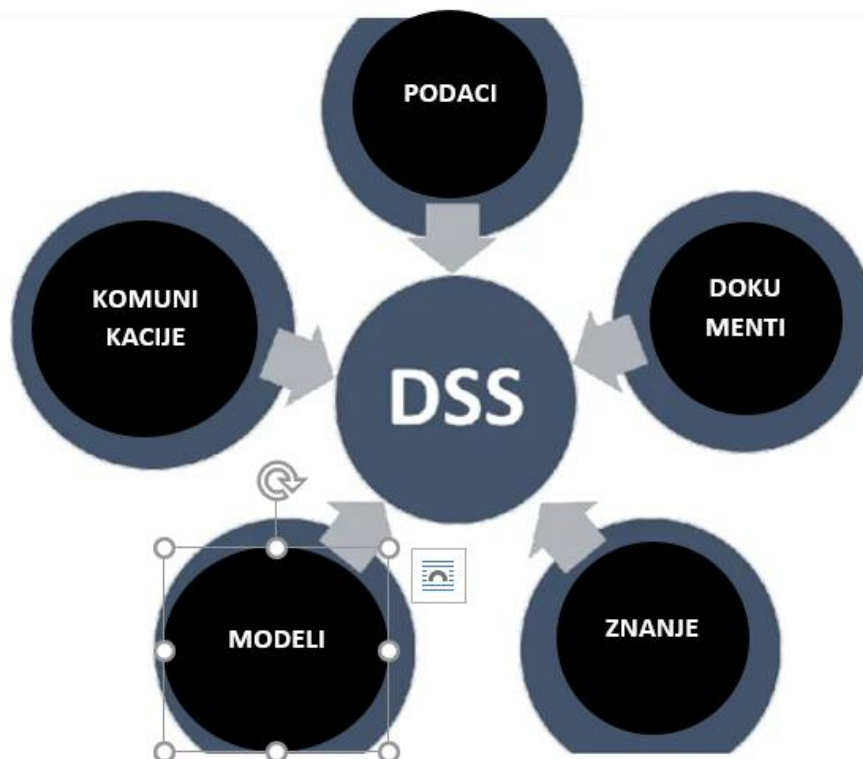 PODACI
KOMUNI
KACIJE
DOKU
MENTI
DSS
MODELI
ZNANJE